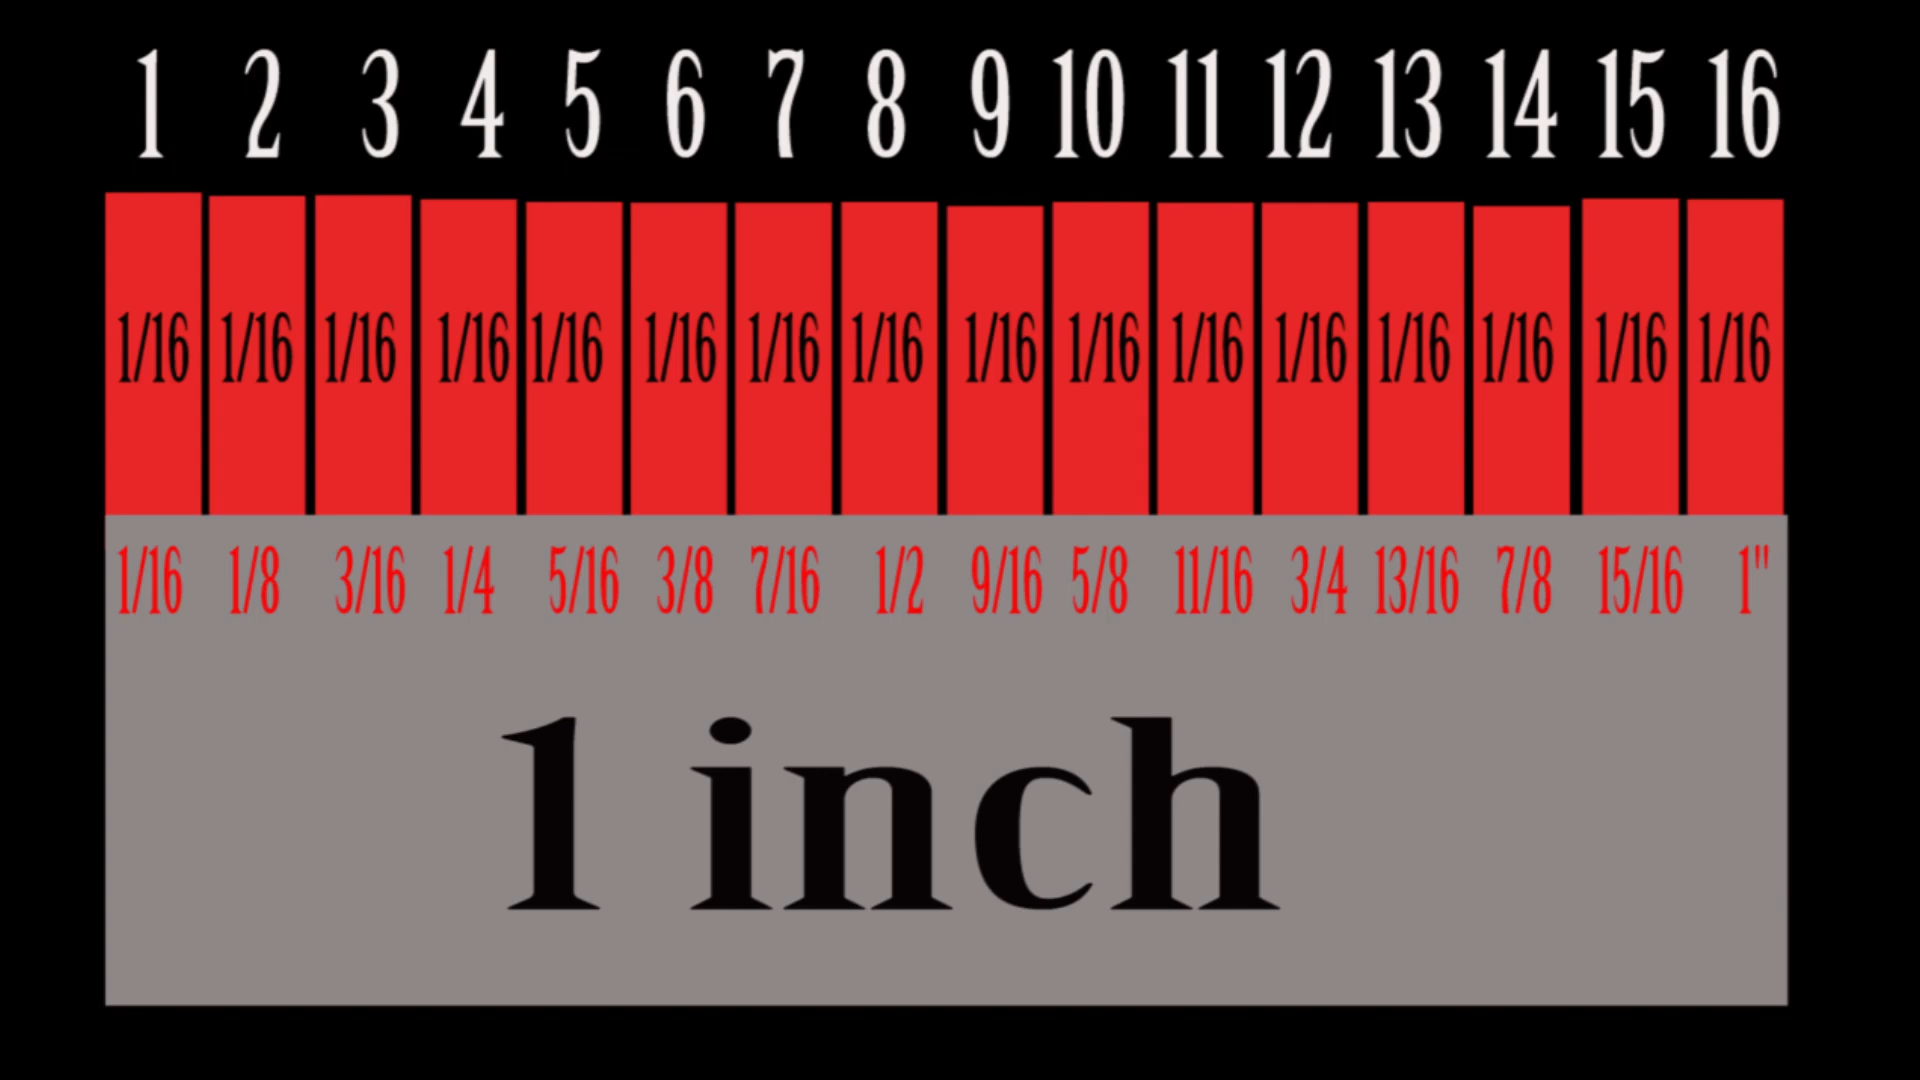 1 2 3 4 5 6 7 8 9 10 11 12 13 14 15 16
1/16 1/16 1/16 1/16 1/16 1/16 1/16 1/16 1/16 1/16 1/16 1/16 1/16 1/16 1/16 1/16
1/16 1/8 3/16 1/4 5/16 3/8 7/16 1/2 9/16 5/8 11/16 3/4 13/16 7/8 15/16 1"
1 inch